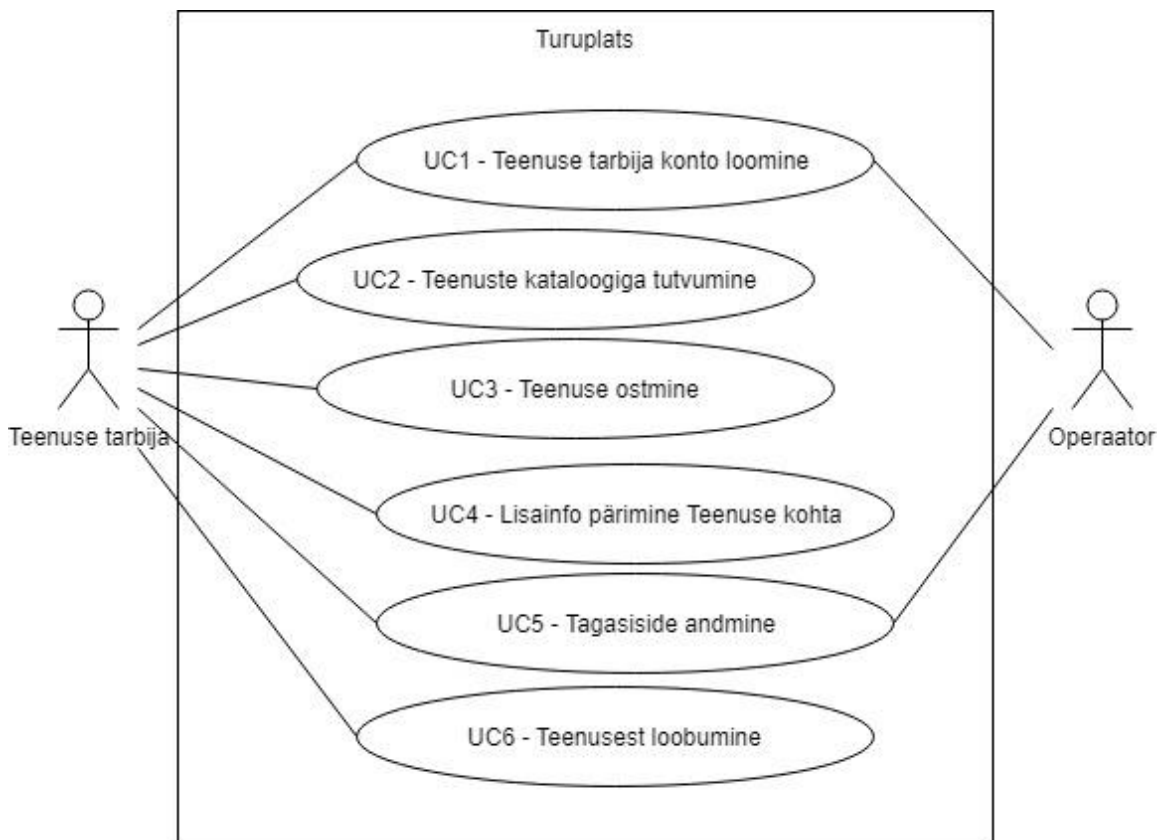 Turuplats
UC1 - Teenuse tarbija konto loomine
UC2 - Teenuste kataloogiga tutvumine
UC3 - Teenuse ostmine
Teenuse tarbija
Operaator
UC4 - Lisainfo pärimine Teenuse kohta
UC5 - Tagasiside andmine
UC6 - Teenusest loobumine